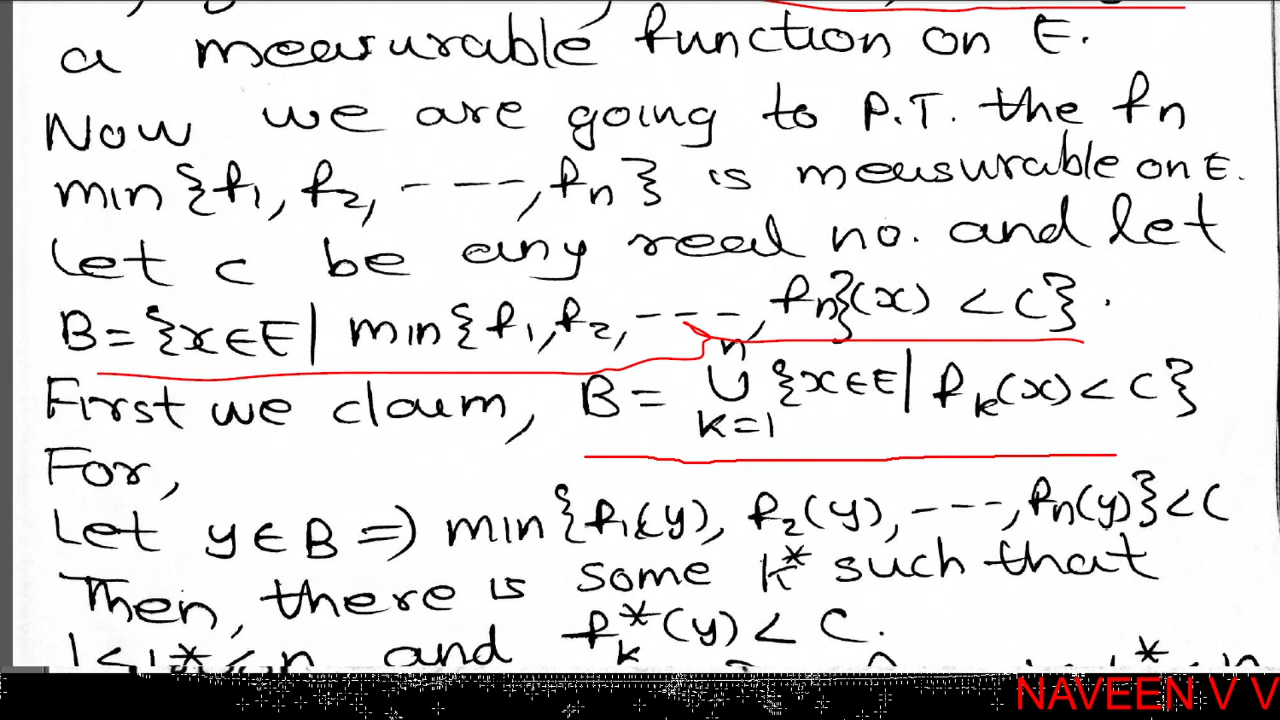 a measurable function on E.
Now we are going to P.T. the fn
min{f1, f2, ----, fn} is measurable on E.
Let c be any real no. and let
B = {x∈E | min{f1, f2, ----, fn}(x) < C}.
First we claim, B = ∪ₖ₌₁ⁿ {x∈E | fₖ(x) < C}
For,
Let y∈B => min{f1(y), f2(y), ----, fn(y)} < C
Then, there is some k* such that
1<k*<n and fₖ*(y) < C.
NAVEEN V V